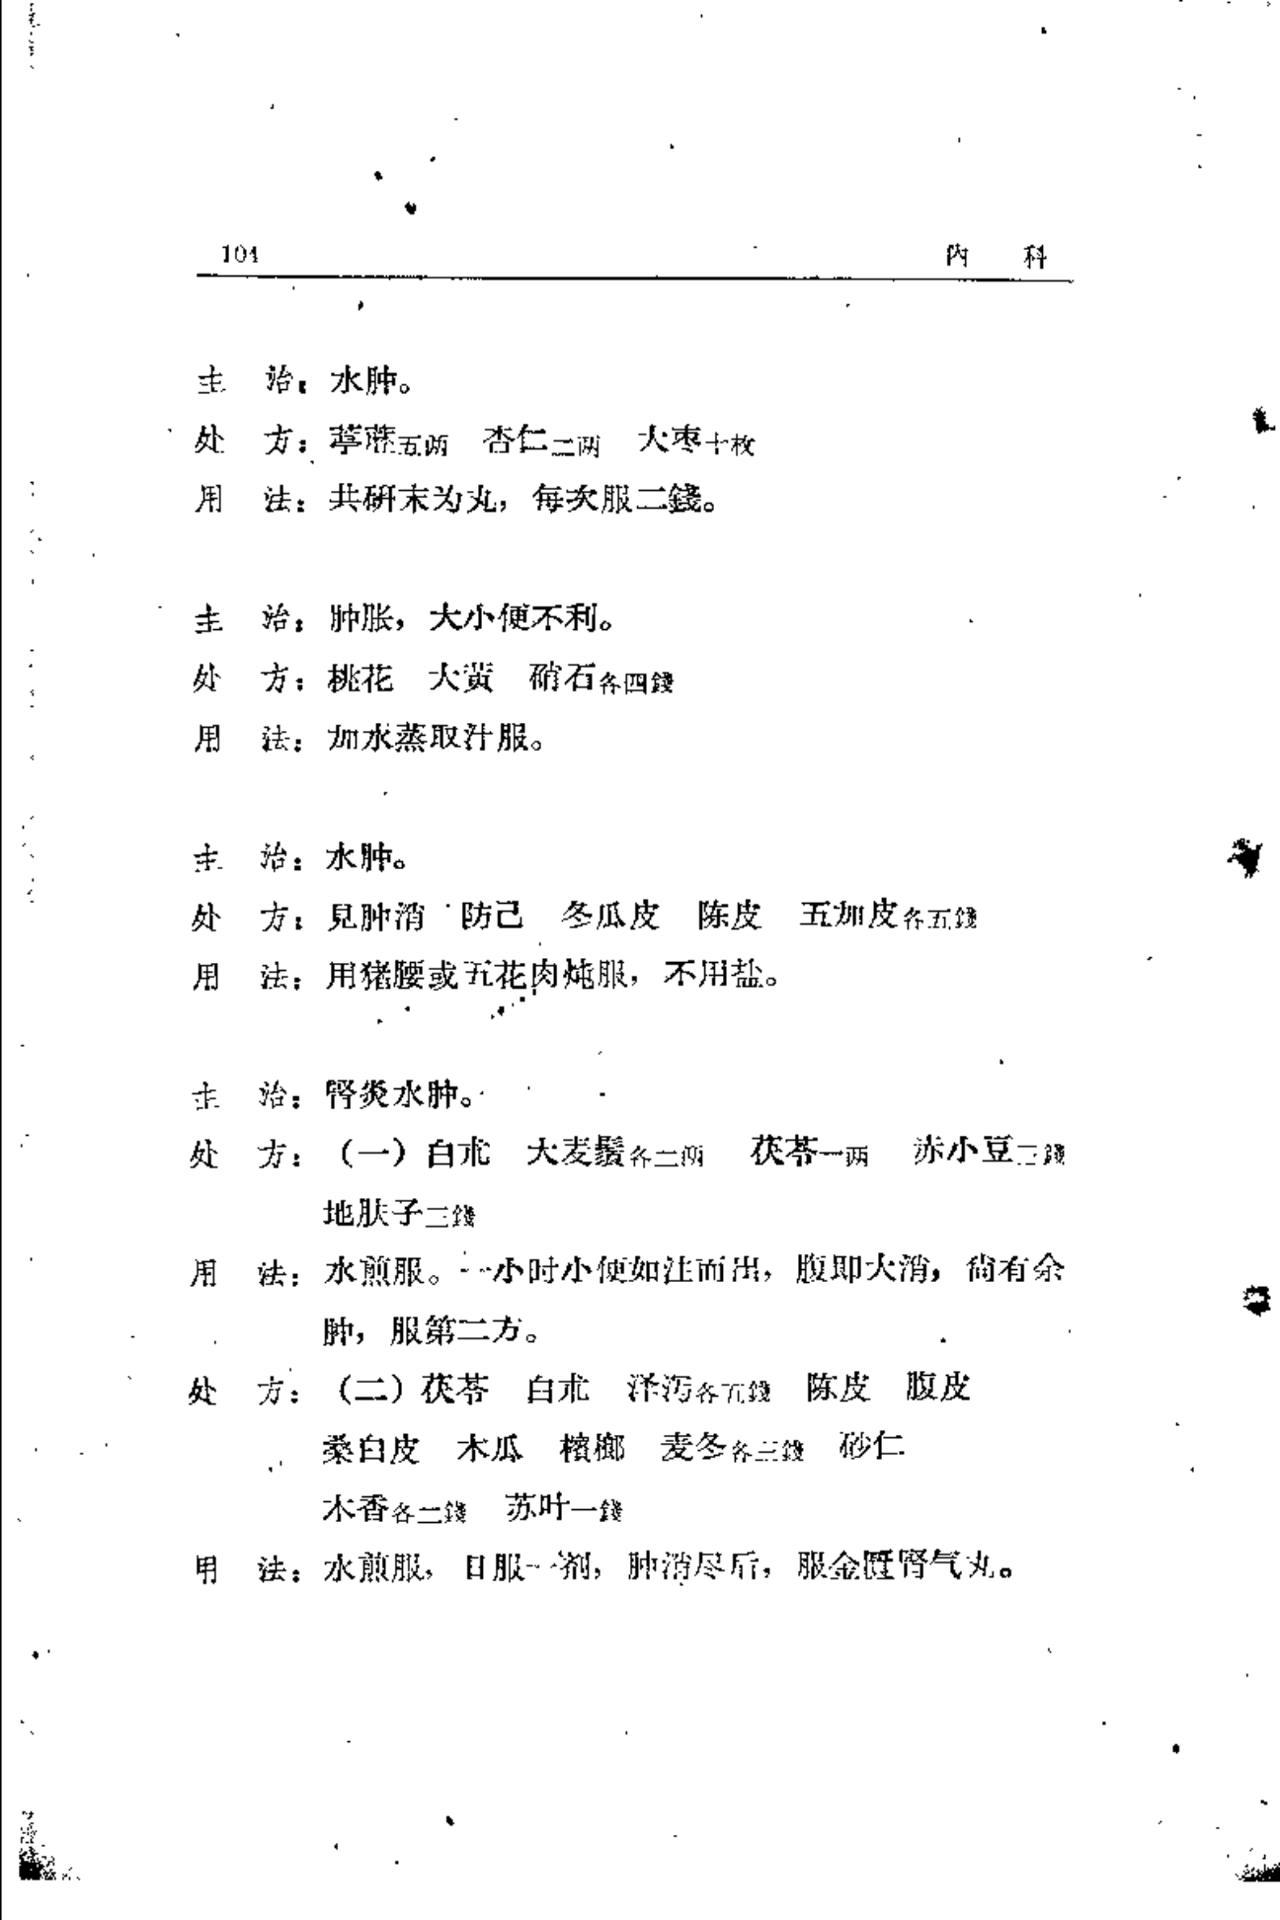 104 内 科
主 治：水肿。
处 方：葶藶五两 杏仁二两 大枣十枚
用 法：共研末为丸，每次服二錢。
主 治：肿胀，大小便不利。
处 方：桃花 大黄 硝石各四錢
用 法：加水蒸取汁服。
主 治：水肿。
处 方：見肿消 防己 冬瓜皮 陈皮 五加皮各五錢
用 法：用猪腰或五花肉炖服，不用盐。
主 治：腎炎水肿。
处 方：（一）白朮 大麦鬚各二两 茯苓一两 赤小豆三錢
地肤子三錢
用 法：水煎服。一小时小便如注而出，腹即大消，尚有余
肿，服第二方。
处 方：（二）茯苓 白朮 泽泻各五錢 陈皮 腹皮
桑白皮 木瓜 檳榔 麦冬各三錢 砂仁
木香各二錢 苏叶一錢
用 法：水煎服，日服一剂，肿消尽后，服金匱腎气丸。